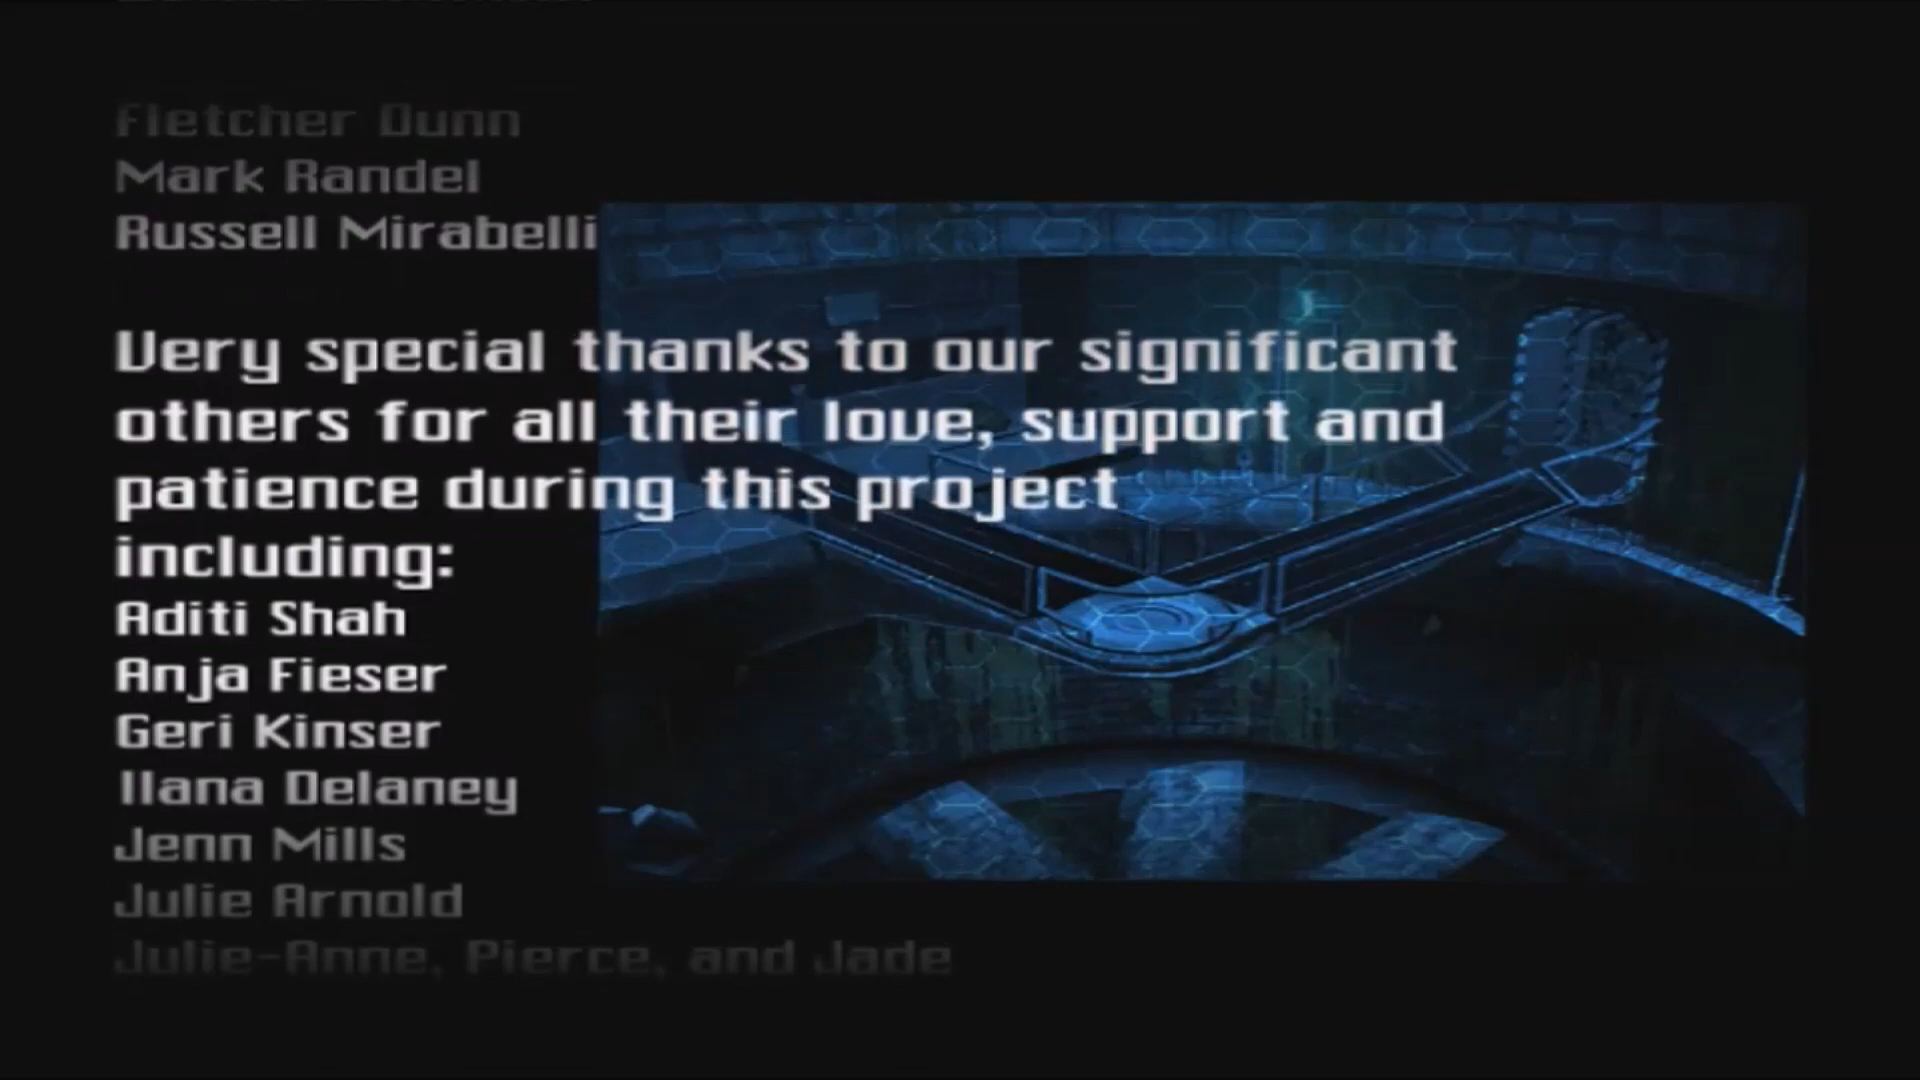 Fletcher Dunn
Mark Randel
Russell Mirabelli
Very special thanks to our significant
others for all their love, support and
patience during this project
including:
Aditi Shah
Anja Fieser
Geri Kinser
Ilana Delaney
Jenn Mills
Julie Arnold
Julie-Anne, Pierce, and Jade